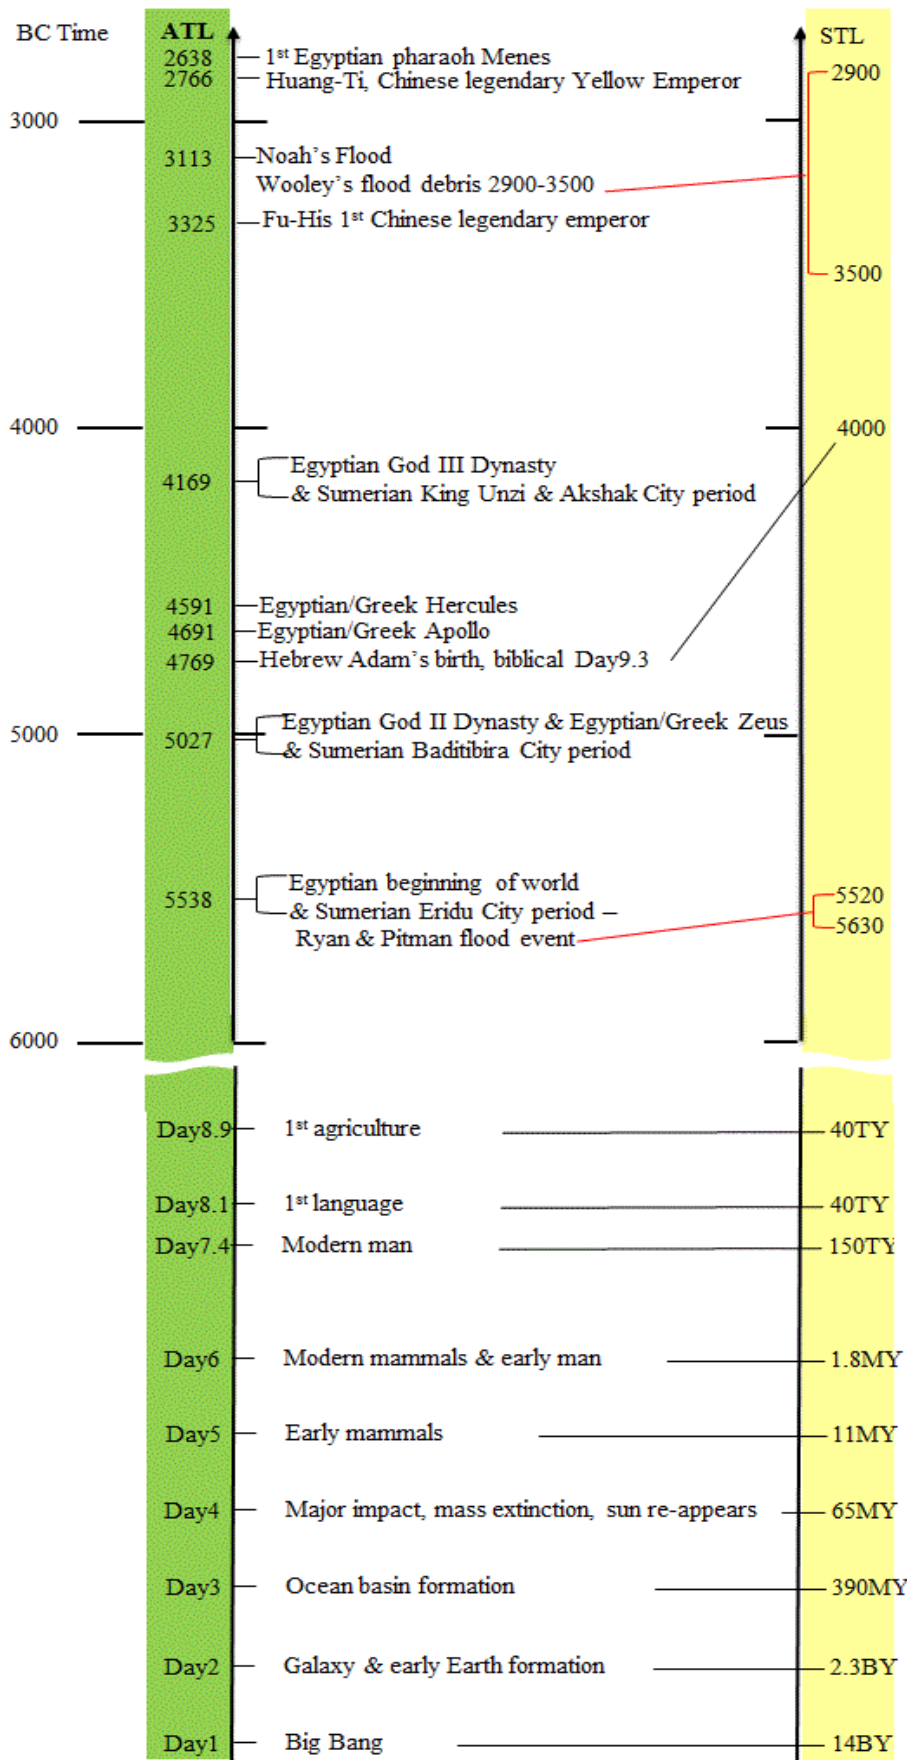 BC Time ATL STL
2638 1st Egyptian pharaoh Menes
2766 Huang-Ti, Chinese legendary Yellow Emperor 2900
3000
3113 Noah's Flood
Wooley's flood debris 2900-3500
3325 Fu-His 1st Chinese legendary emperor
3500
4000 4000
Egyptian God III Dynasty
4169 & Sumerian King Unzi & Akshak City period
4591 Egyptian/Greek Hercules
4691 Egyptian/Greek Apollo
4769 Hebrew Adam's birth, biblical Day9.3
Egyptian God II Dynasty & Egyptian/Greek Zeus
5000 5027 & Sumerian Baditibira City period
Egyptian beginning of world 5520
5538 & Sumerian Eridu City period –
Ryan & Pitman flood event 5630
6000
Day8.9 1st agriculture 40TY
Day8.1 1st language 40TY
Day7.4 Modern man 150TY
Day6 Modern mammals & early man 1.8MY
Day5 Early mammals 11MY
Day4 Major impact, mass extinction, sun re-appears 65MY
Day3 Ocean basin formation 390MY
Day2 Galaxy & early Earth formation 2.3BY
Day1 Big Bang 14BY